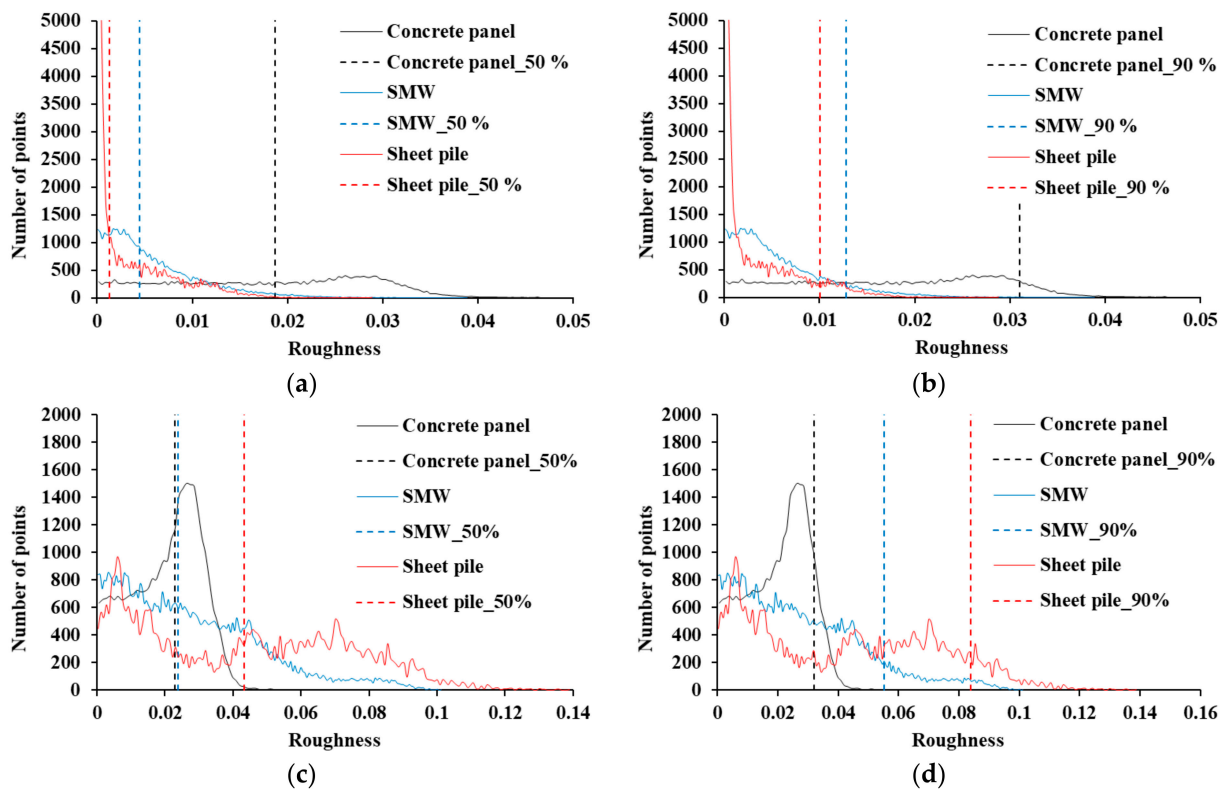 5000
4500
4000
3500
3000
2500
2000
1500
1000
500
0
Number of points
0
0.01
0.02
0.03
0.04
0.05
Roughness
Concrete panel
Concrete panel_50 %
SMW
SMW_50 %
Sheet pile
Sheet pile_50 %
(a)
5000
4500
4000
3500
3000
2500
2000
1500
1000
500
0
Number of points
0
0.01
0.02
0.03
0.04
0.05
Roughness
Concrete panel
Concrete panel_90 %
SMW
SMW_90 %
Sheet pile
Sheet pile_90 %
(b)
2000
1800
1600
1400
1200
1000
800
600
400
200
0
Number of points
0
0.02
0.04
0.06
0.08
0.1
0.12
0.14
Roughness
Concrete panel
Concrete panel_50%
SMW
SMW_50%
Sheet pile
Sheet pile_50%
(c)
2000
1800
1600
1400
1200
1000
800
600
400
200
0
Number of points
0
0.02
0.04
0.06
0.08
0.1
0.12
0.14
0.16
Roughness
Concrete panel
Concrete panel_90%
SMW
SMW_90%
Sheet pile
Sheet pile_90%
(d)